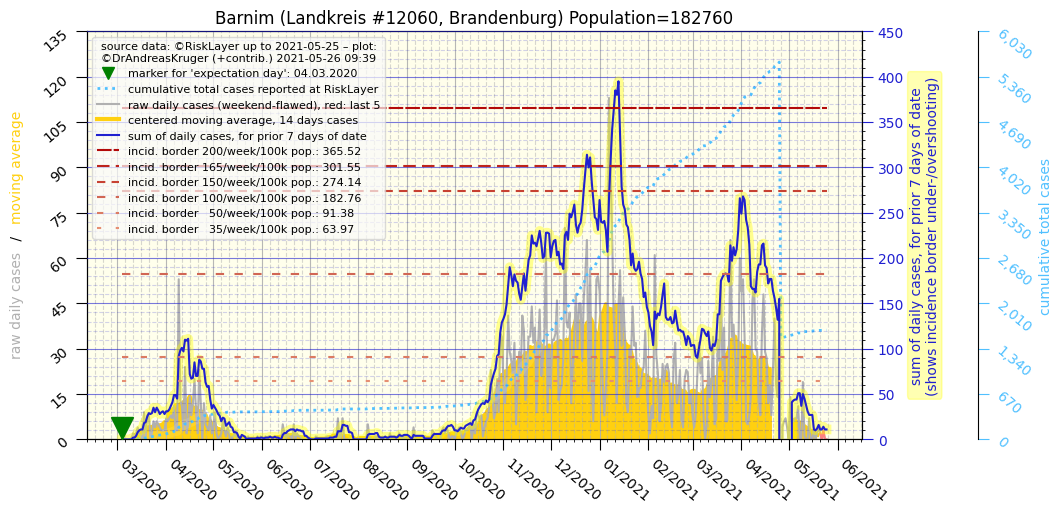 Barnim (Landkreis #12060, Brandenburg) Population=182760
source data: ©RiskLayer up to 2021-05-25 – plot:
©DrAndreasKruger (+contrib.) 2021-05-26 09:39
marker for 'expectation day': 04.03.2020
cumulative total cases reported at RiskLayer
raw daily cases (weekend-flawed), red: last 5
centered moving average, 14 days cases
sum of daily cases, for prior 7 days of date
incid. border 200/week/100k pop.: 365.52
incid. border 165/week/100k pop.: 301.55
incid. border 150/week/100k pop.: 274.14
incid. border 100/week/100k pop.: 182.76
incid. border 50/week/100k pop.: 91.38
incid. border 35/week/100k pop.: 63.97
raw daily cases / moving average
135
120
105
90
75
60
45
30
15
0
03/2020
04/2020
05/2020
06/2020
07/2020
08/2020
09/2020
10/2020
11/2020
12/2020
01/2021
02/2021
03/2021
04/2021
05/2021
06/2021
450
400
350
300
250
200
150
100
50
0
sum of daily cases, for prior 7 days of date
(shows incidence border under-/overshooting)
6,030
5,360
4,690
4,020
3,350
2,680
2,010
1,340
670
0
cumulative total cases